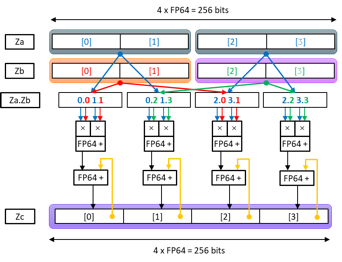 4 x FP64 = 256 bits
Za [0] [1] [2] [3]
Zb [0] [1] [2] [3]
Za.Zb 0.0 1 1 0.2 1.3 2.0 3.1 2.2 3.3
× × × × × × × ×
FP64 + FP64 + FP64 + FP64 +
FP64 + FP64 + FP64 + FP64 +
Zc [0] [1] [2] [3]
4 x FP64 = 256 bits